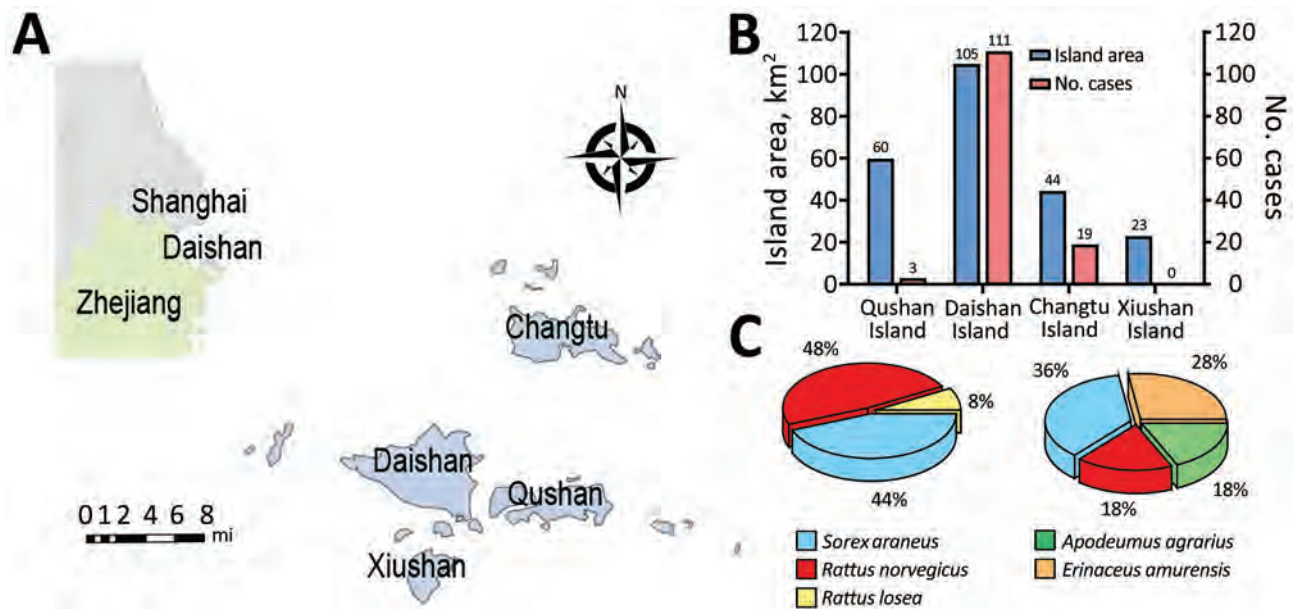 A
N
Shanghai
Daishan
Zhejiang
Changtu
Daishan
Qushan
Xiushan
0 1 2 4 6 8
mi
B
Island area, km²
No. cases
120
100
80
60
40
20
0
120
100
80
60
40
20
0
Island area
No. cases
60
3
105
111
44
19
23
0
Qushan Island
Daishan Island
Changtu Island
Xiushan Island
C
48%
8%
44%
36%
28%
18%
18%
Sorex araneus
Rattus norvegicus
Rattus losea
Apodeumus agrarius
Erinaceus amurensis